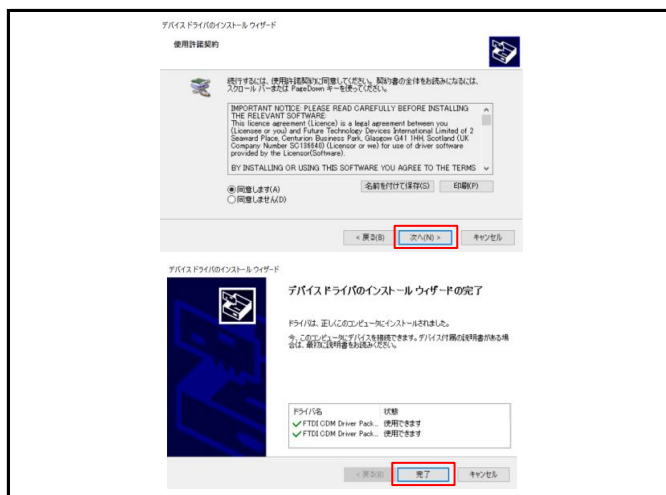 デバイス ドライバのインストール ウィザード
使用許諾契約
続行するには、使用許諾契約に同意してください。契約書の全体をお読みになるには、
スクロール バーまたは PageDown キーを使ってください。
IMPORTANT NOTICE: PLEASE READ CAREFULLY BEFORE INSTALLING
THE RELEVANT SOFTWARE:
This licence agreement (Licence) is a legal agreement between you
(Licensee or you) and Future Technology Devices International Limited of 2
Seaward Place, Centurion Business Park, Glasgow G41 1HH, Scotland (UK
Company Number SC136640) (Licensor or we) for use of driver software
provided by the Licensor(Software).
BY INSTALLING OR USING THIS SOFTWARE YOU AGREE TO THE TERMS
同意します(A)
名前を付けて保存(S) 印刷(P)
同意しません(D)
< 戻る(B) 次へ(N) > キャンセル
デバイス ドライバのインストール ウィザード
デバイス ドライバのインストール ウィザードの完了
ドライバは、正しくこのコンピュータにインストールされました。
今、このコンピュータにデバイスを接続できます。デバイス付属の説明書がある場
合は、最初に説明書をお読みください。
ドライバ名 状態
FTDI CDM Driver Pack... 使用できます
FTDI CDM Driver Pack... 使用できます
< 戻る(B) 完了 キャンセル